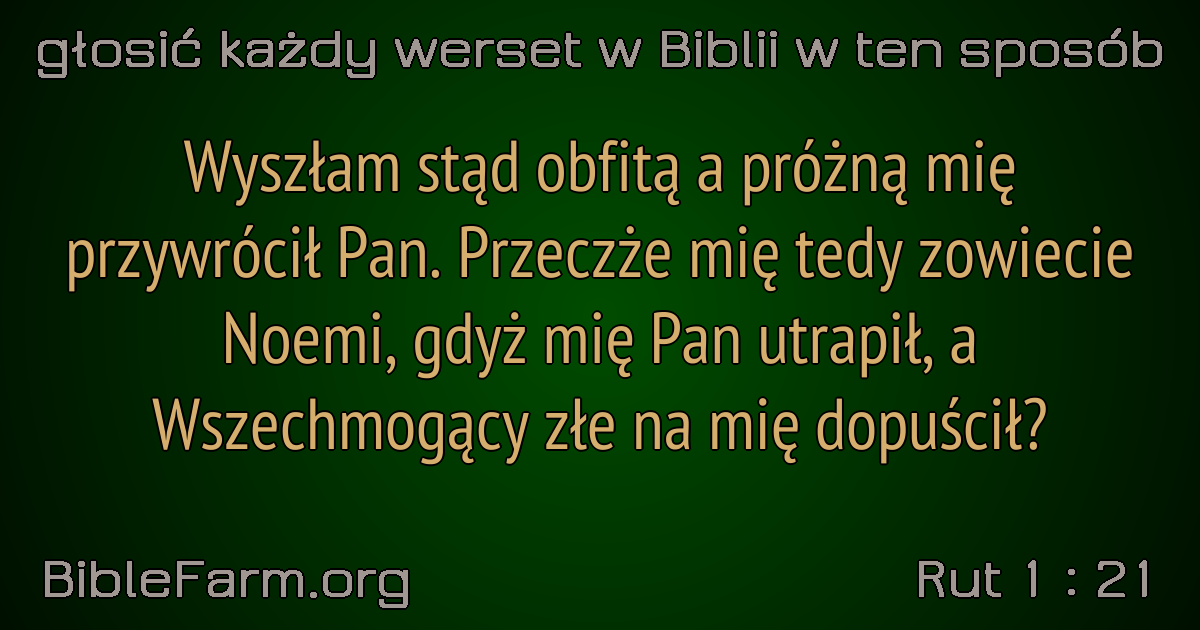 głosić każdy werset w Biblii w ten sposób
Wyszłam stąd obfitą a próżną mię
przywrócił Pan. Przeczże mię tedy zowiecie
Noemi, gdyż mię Pan utrapił, a
Wszechmogący złe na mię dopuścił?
BibleFarm.org
Rut 1 : 21